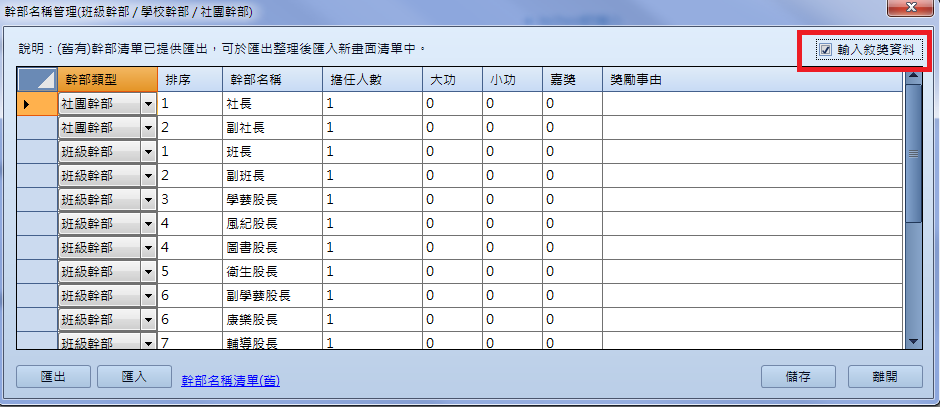 幹部名稱管理(班級幹部 / 學校幹部 / 社團幹部)
說明：(舊有)幹部清單已提供匯出，可於匯出整理後匯入新畫面清單中。
輸入敘獎資料
幹部類型 排序 幹部名稱 擔任人數 大功 小功 嘉獎 獎勵事由
社團幹部 1 社長 1 0 0 0
社團幹部 2 副社長 1 0 0 0
班級幹部 1 班長 1 0 0 0
班級幹部 2 副班長 1 0 0 0
班級幹部 3 學藝股長 1 0 0 0
班級幹部 4 風紀股長 1 0 0 0
班級幹部 4 圖書股長 1 0 0 0
班級幹部 5 衛生股長 1 0 0 0
班級幹部 6 副學藝股長 1 0 0 0
班級幹部 6 康樂股長 1 0 0 0
班級幹部 7 輔導股長 1 0 0 0
匯出 匯入 幹部名稱清單(舊) 儲存 離開